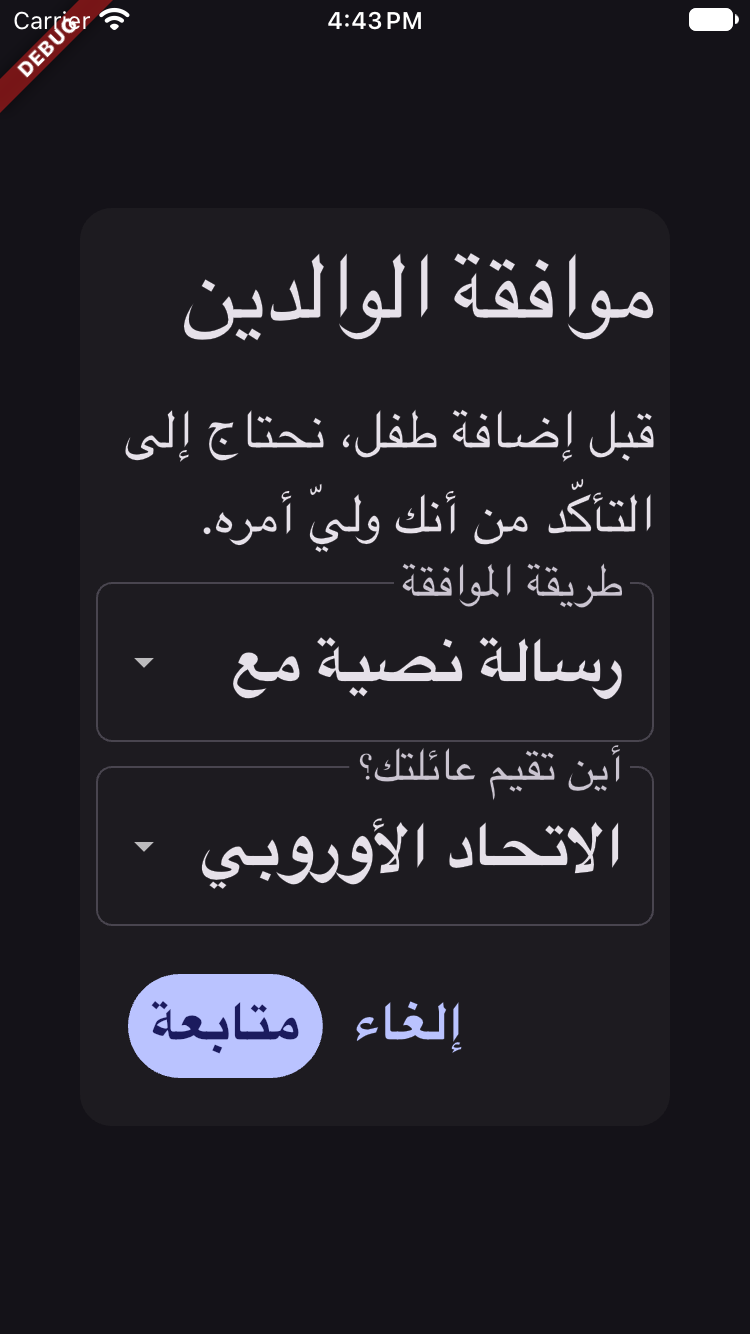 Carrier 4:43 PM
DEBUG
موافقة الوالدين
قبل إضافة طفل، نحتاج إلى
التأكّد من أنك وليّ أمره.
طريقة الموافقة
رسالة نصية مع
أين تقيم عائلتك؟
الاتحاد الأوروبي
إلغاء
متابعة